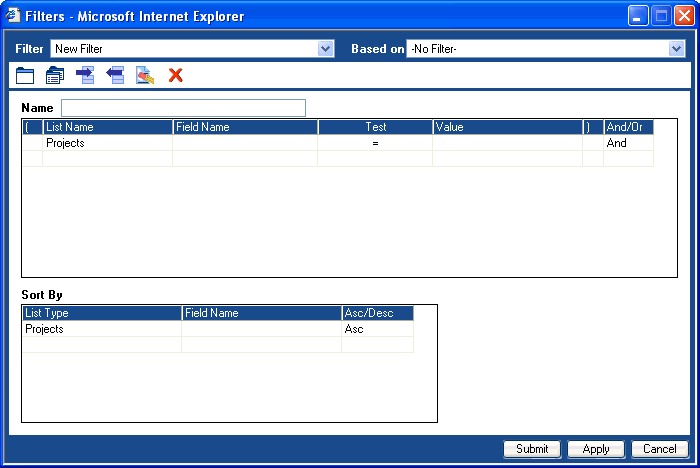 Filters - Microsoft Internet Explorer
Filter New Filter Based on -No Filter-
Name
( List Name Field Name Test Value ) And/Or
Projects = And
Sort By
List Type Field Name Asc/Desc
Projects Asc
Submit Apply Cancel